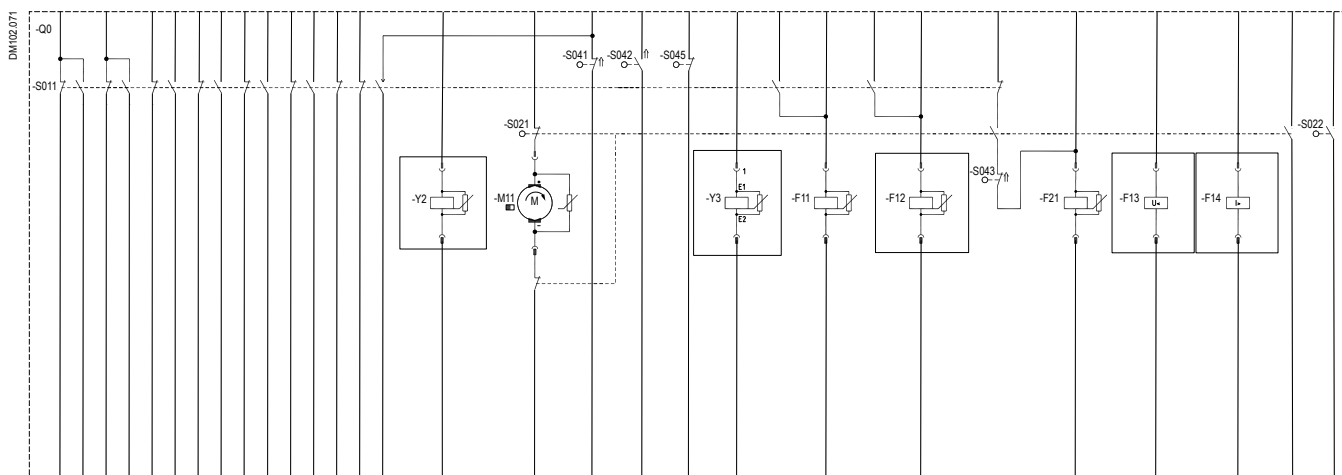 DM102.071
-Q0
-S041
-S042
-S045
-S011
-S021
-S022
-S043
-Y2
-M11
M
+
-
-Y3
1
E1
E2
-F11
-F12
-F21
-F13
U<
-F14
I>